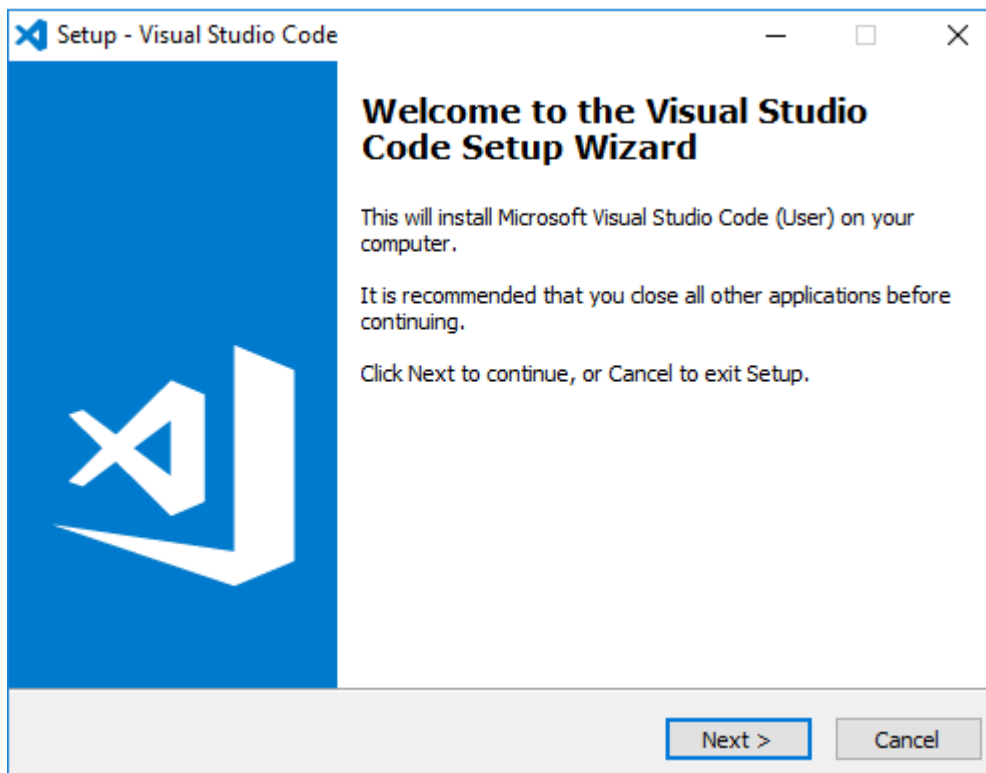 Setup - Visual Studio Code
Welcome to the Visual Studio
Code Setup Wizard
This will install Microsoft Visual Studio Code (User) on your
computer.
It is recommended that you close all other applications before
continuing.
Click Next to continue, or Cancel to exit Setup.
Next >
Cancel